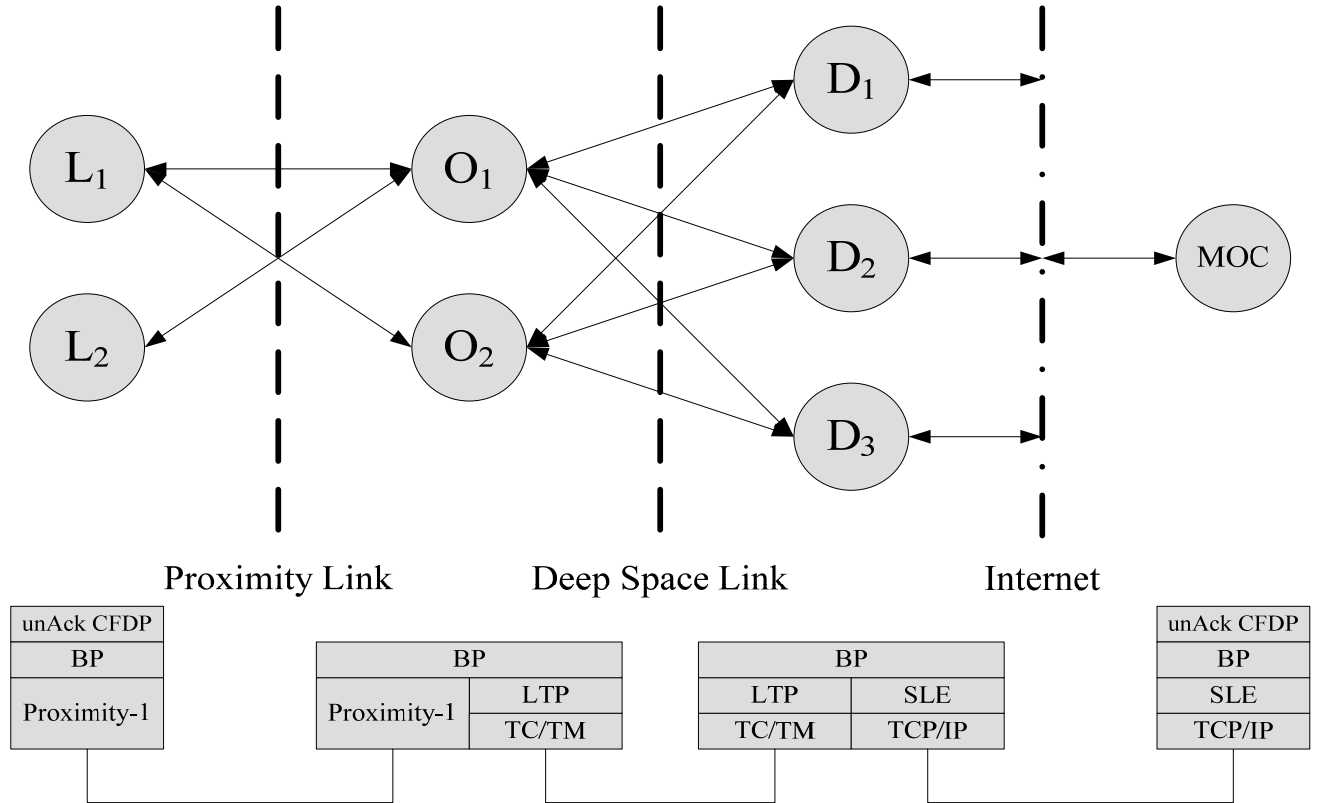 D₁
L₁ O₁
D₂ MOC
L₂ O₂
D₃
Proximity Link Deep Space Link Internet
unAck CFDP unAck CFDP
BP BP BP BP
Proximity-1 Proximity-1 LTP LTP SLE SLE
TC/TM TC/TM TCP/IP TCP/IP